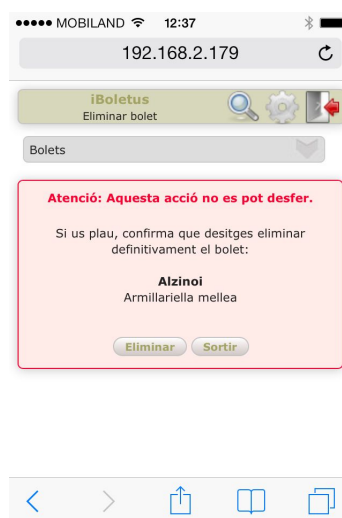 MOBILAND 12:37
192.168.2.179
iBoletus
Eliminar bolet
Bolets
Atenció: Aquesta acció no es pot desfer.
Si us plau, confirma que desitges eliminar
definitivament el bolet:
Alzinoi
Armillariella mellea
Eliminar Sortir